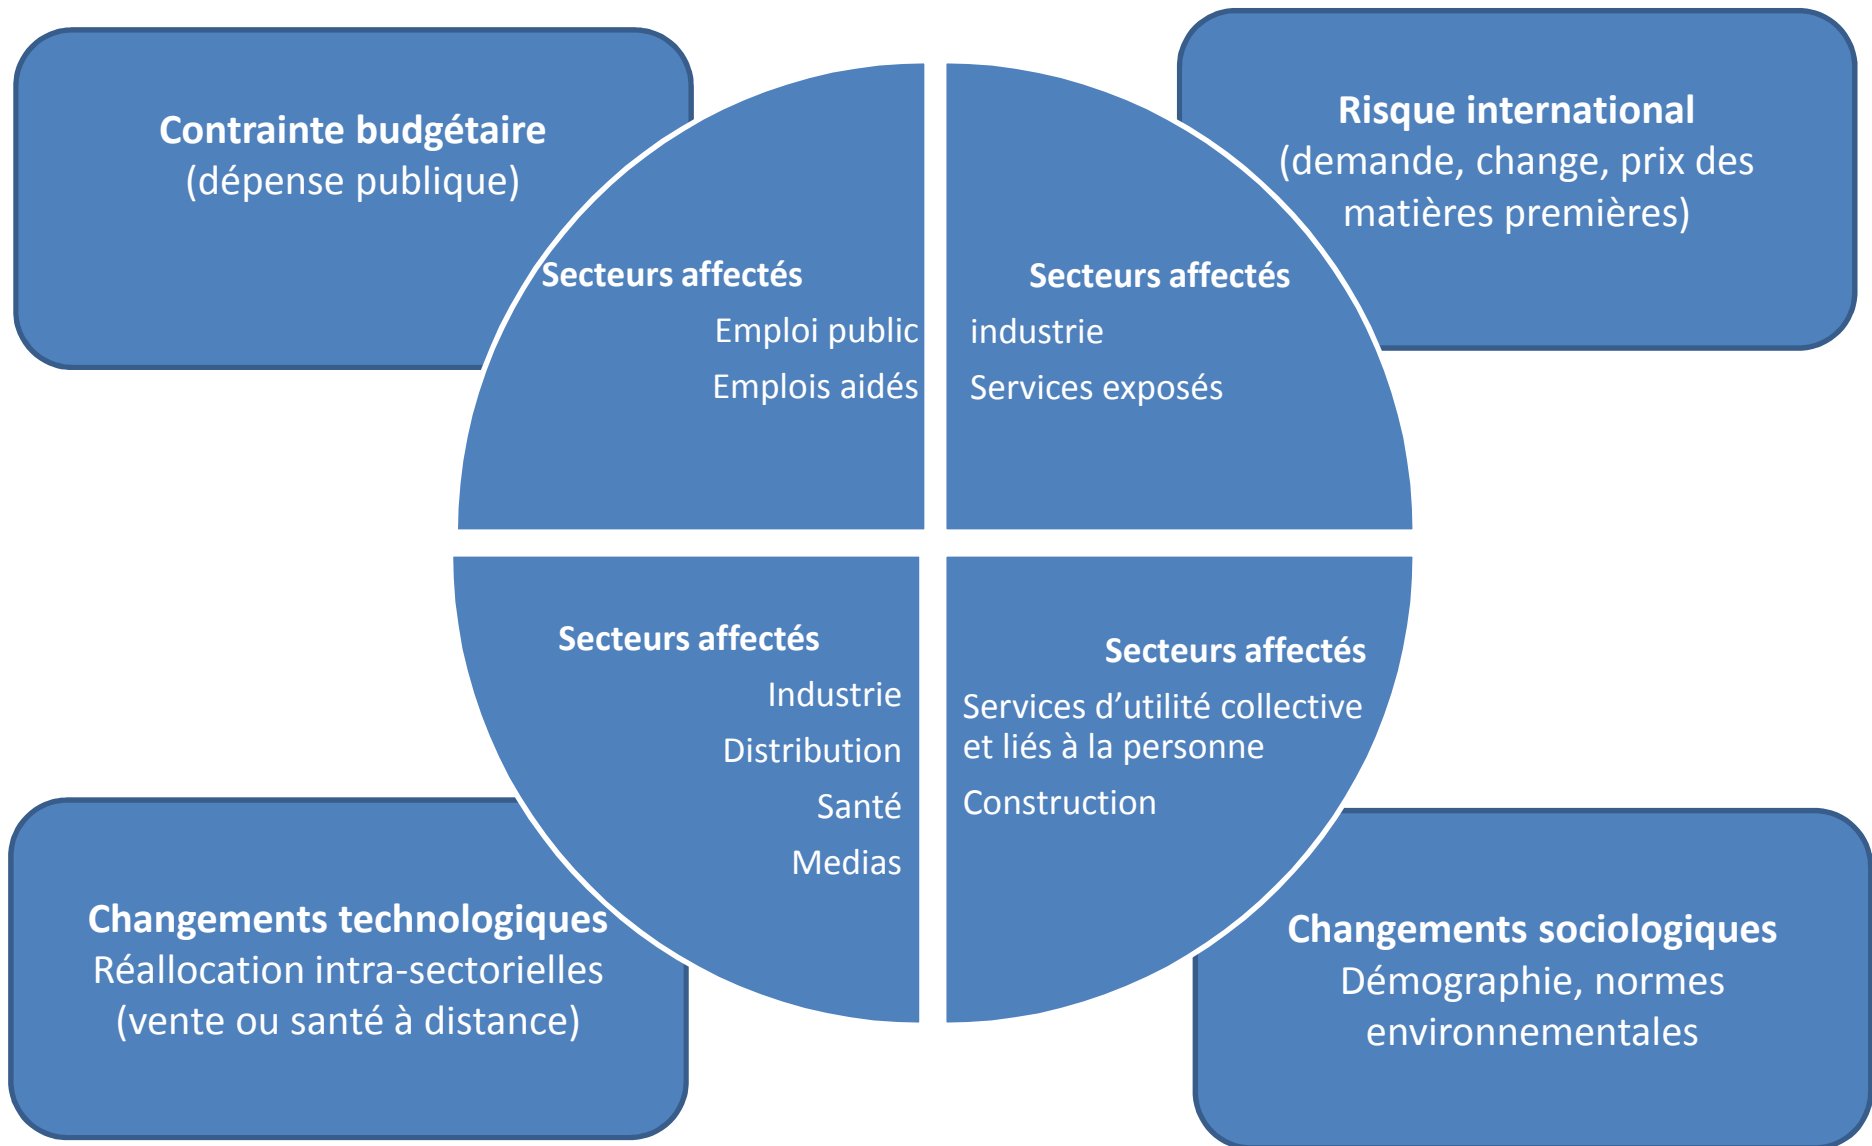 Contrainte budgétaire
(dépense publique)
Risque international
(demande, change, prix des
matières premières)
Secteurs affectés
Emploi public
Emplois aidés
Secteurs affectés
industrie
Services exposés
Secteurs affectés
Industrie
Distribution
Santé
Medias
Secteurs affectés
Services d’utilité collective
et liés à la personne
Construction
Changements technologiques
Réallocation intra-sectorielles
(vente ou santé à distance)
Changements sociologiques
Démographie, normes
environnementales